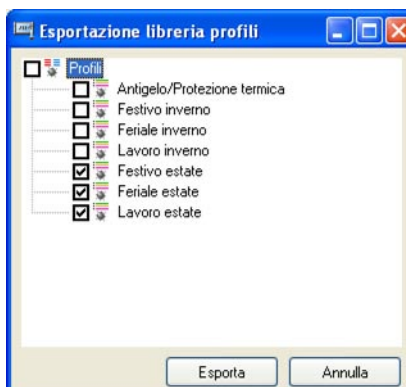 Esportazione libreria profili
Profili
Antigelo/Protezione termica
Festivo inverno
Feriale inverno
Lavoro inverno
Festivo estate
Feriale estate
Lavoro estate
Esporta
Annulla